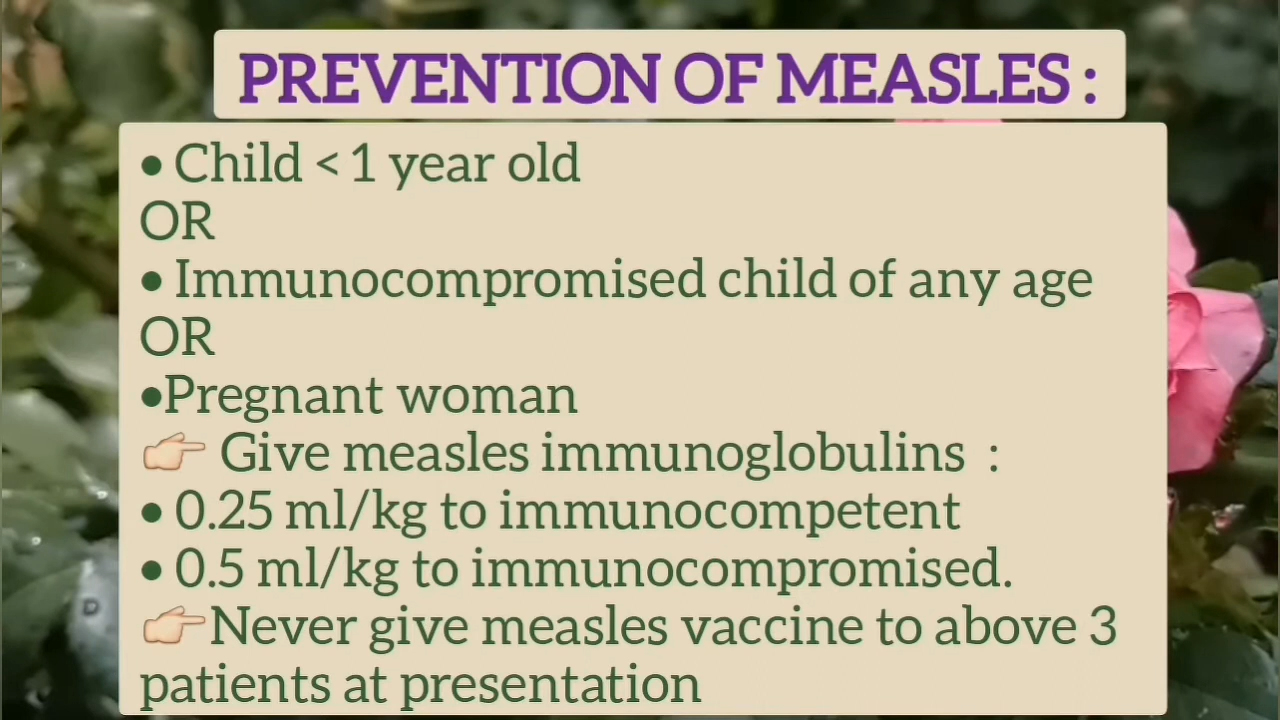 PREVENTION OF MEASLES :
• Child < 1 year old
OR
• Immunocompromised child of any age
OR
•Pregnant woman
👉 Give measles immunoglobulins :
• 0.25 ml/kg to immunocompetent
• 0.5 ml/kg to immunocompromised.
👉Never give measles vaccine to above 3
patients at presentation